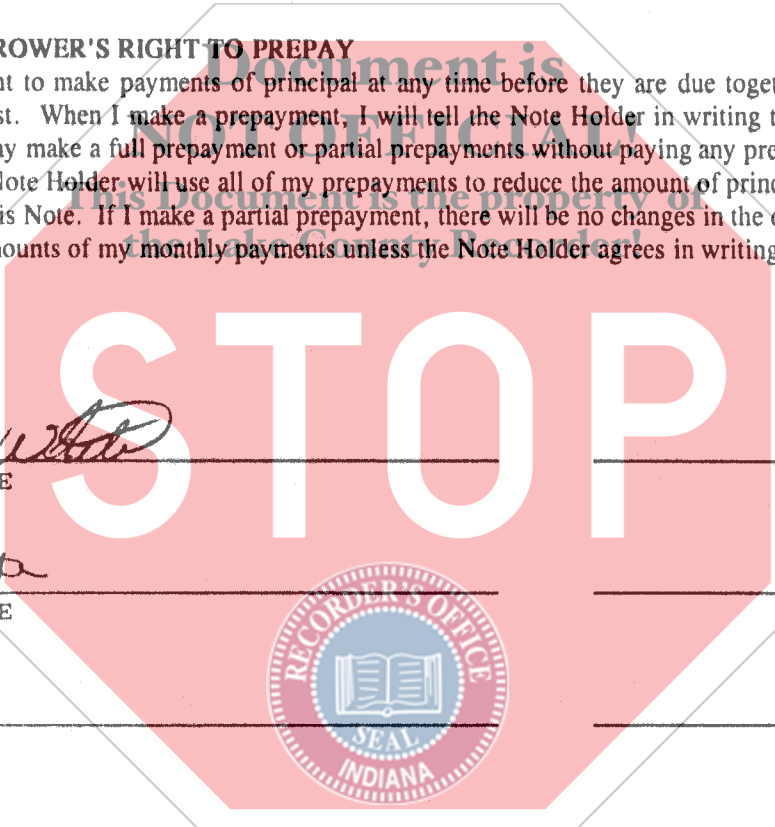 ROWER'S RIGHT TO PREPAY
Document is
nt to make payments of principal at any time before they are due toget
st. When I make a prepayment, I will tell the Note Holder in writing t
NOT OFFICIAL!
ay make a full prepayment or partial prepayments without paying any pre
Note Holder will use all of my prepayments to reduce the amount of princ
This Document is the property of
is Note. If I make a partial prepayment, there will be no changes in the
the Lake County Recorder!
nounts of my monthly payments unless the Note Holder agrees in writing
STOP
E
E
RECORDER'S OFFICE
SEAL
INDIANA